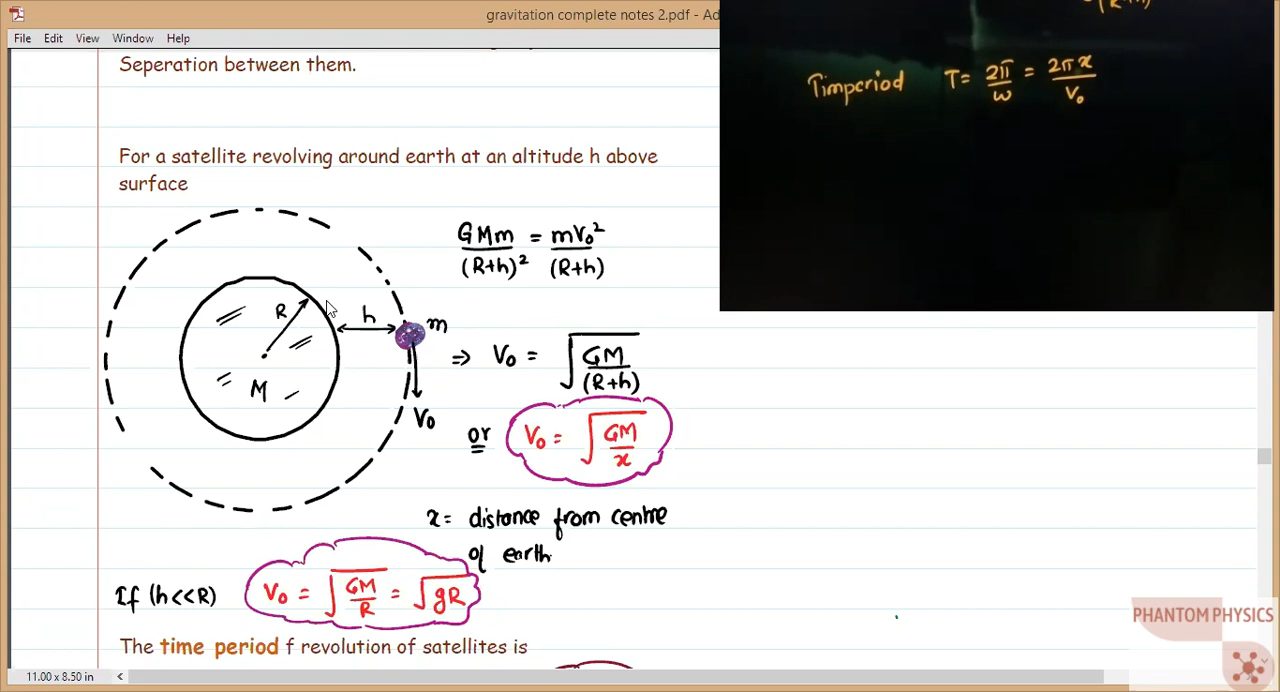 gravitation complete notes 2.pdf - Ad
File Edit View Window Help
Seperation between them.
Timperiod T = 2π/ω = 2πx/V₀
For a satellite revolving around earth at an altitude h above
surface
GMm/(R+h)² = mV₀²/(R+h)
R
h
m
M
V₀
⇒ V₀ = √(GM/(R+h))
or V₀ = √(GM/x)
x = distance from centre
of earth
If (h<<R) V₀ = √(GM/R) = √gR
The time period f revolution of satellites is
PHANTOM PHYSICS
11.00 x 8.50 in